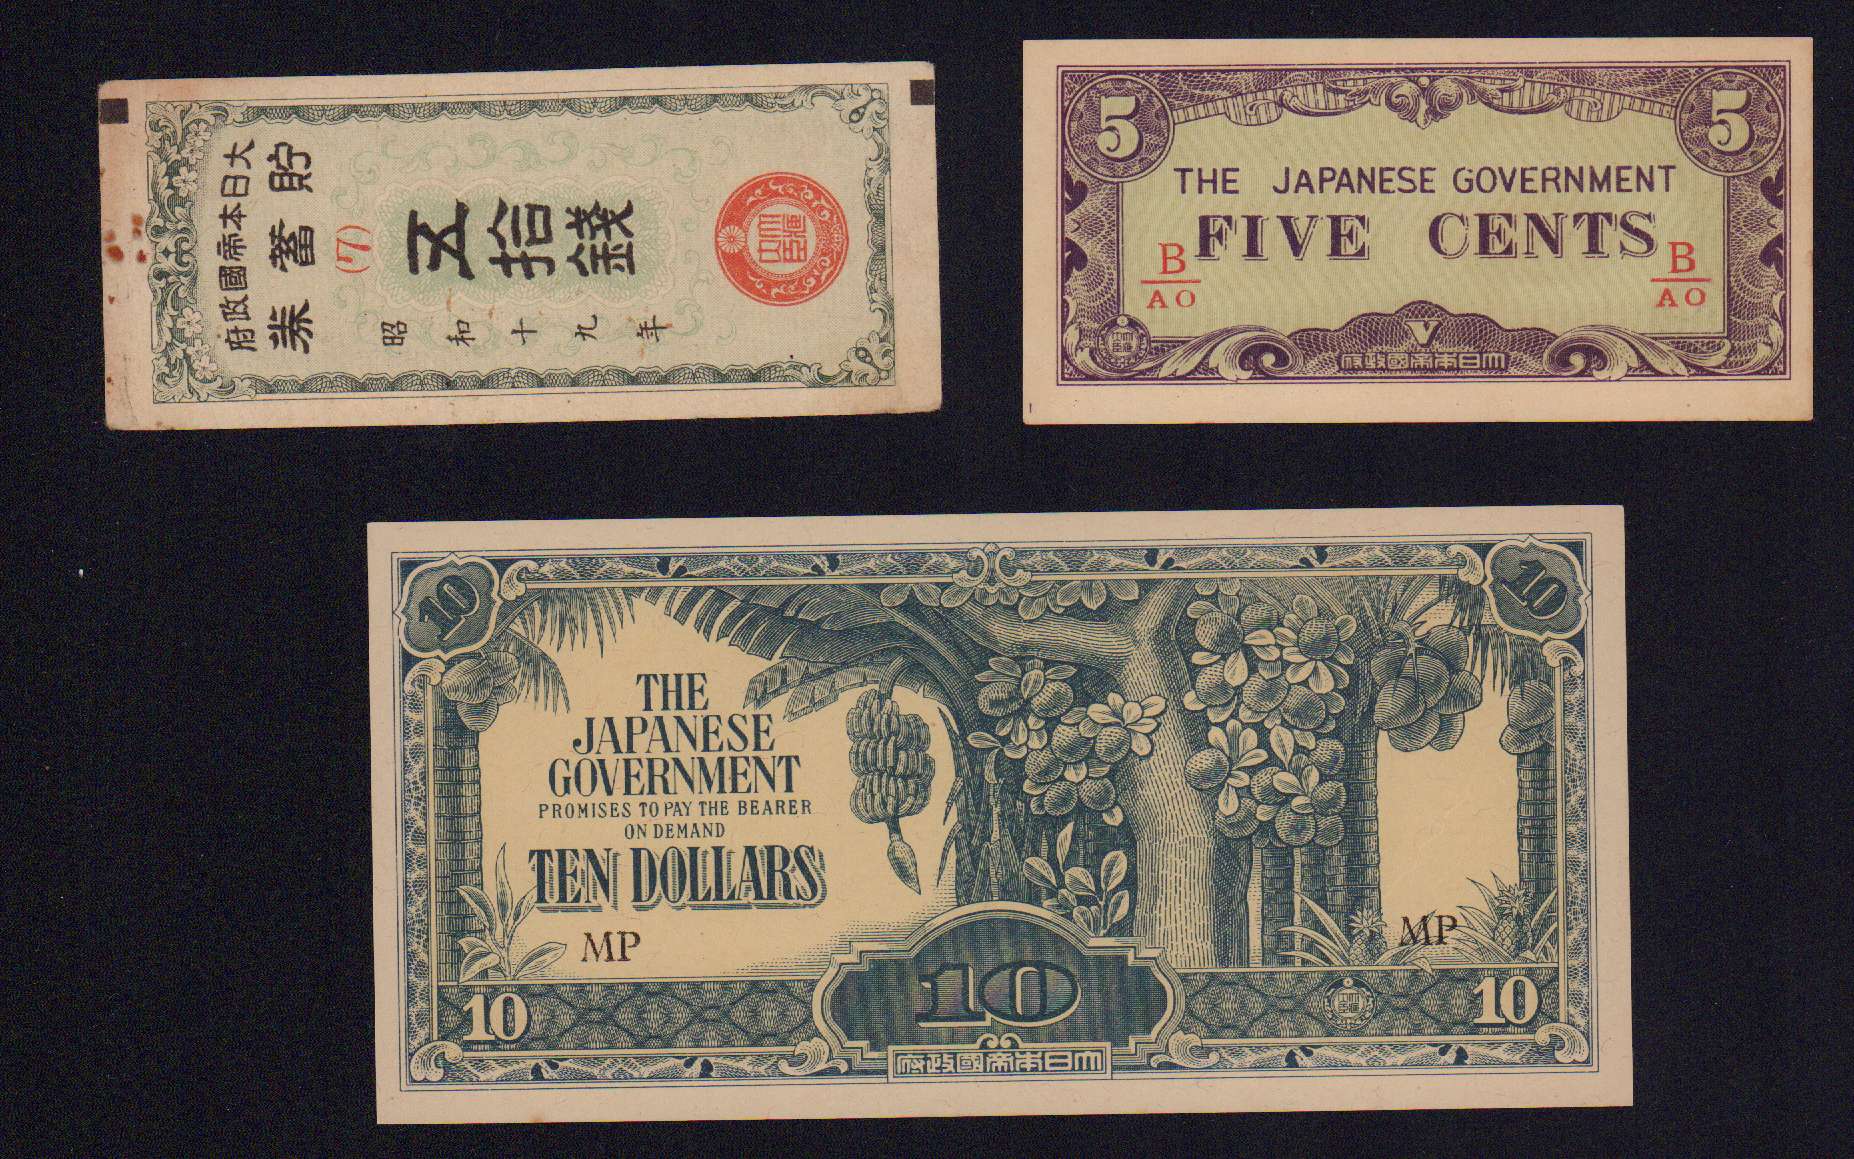 大日本帝國政府
貯蓄券
(7)
五拾錢
昭和十九年
5 5
THE JAPANESE GOVERNMENT
FIVE CENTS
B/AO B/AO
V
大日本帝國政府
10 10
THE
JAPANESE
GOVERNMENT
PROMISES TO PAY THE BEARER
ON DEMAND
TEN DOLLARS
MP MP
10 10 10
大日本帝國政府